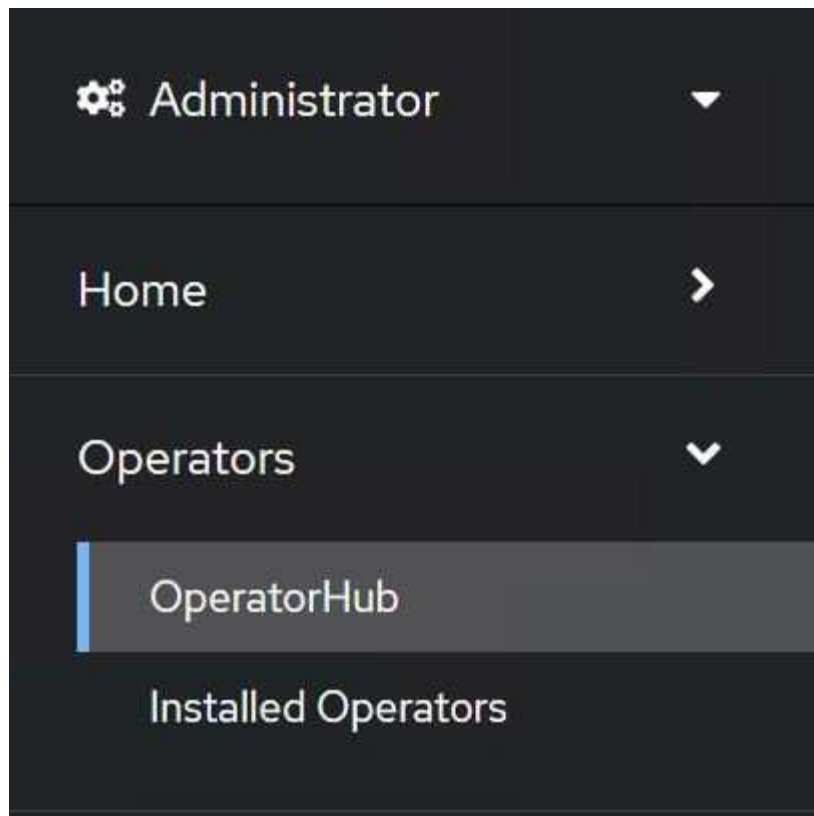 Administrator
Home
Operators
OperatorHub
Installed Operators